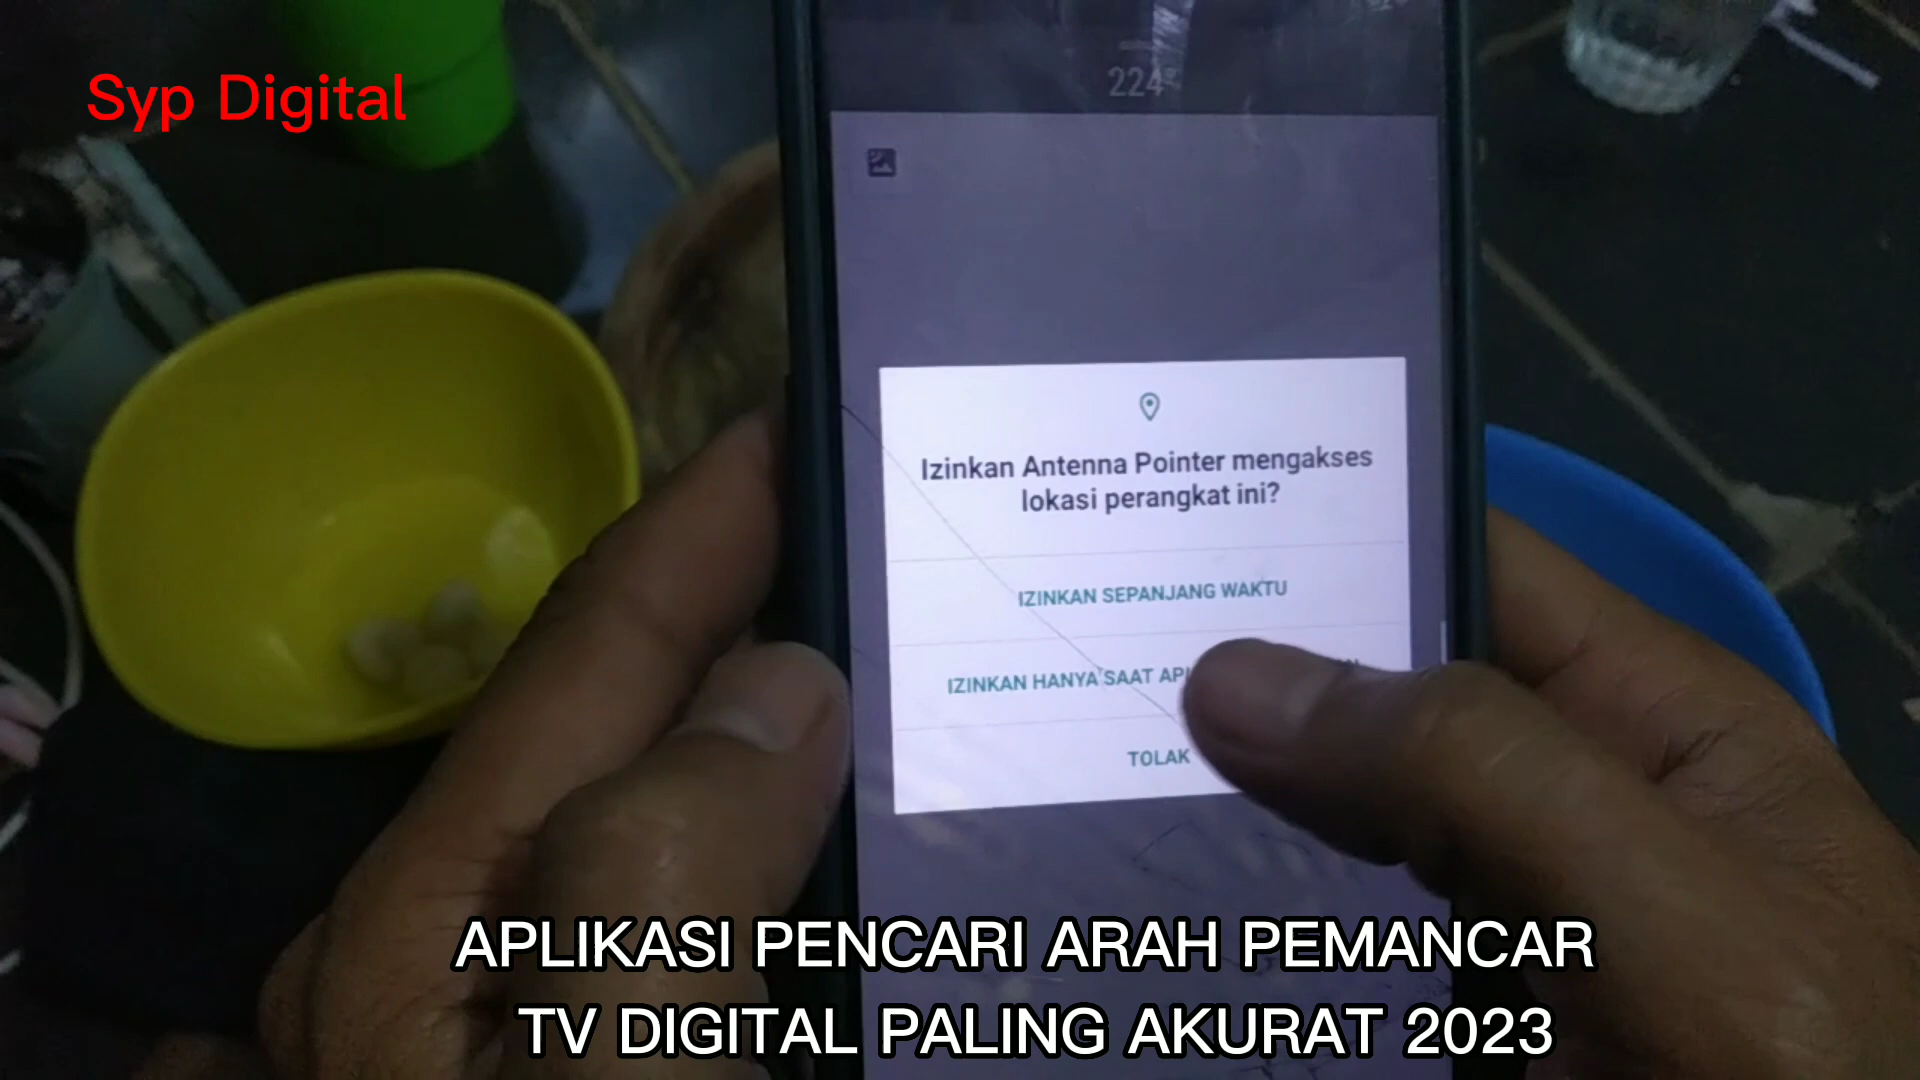 Syp Digital
224°
Izinkan Antenna Pointer mengakses
lokasi perangkat ini?
IZINKAN SEPANJANG WAKTU
IZINKAN HANYA SAAT
TOLAK
APLIKASI PENCARI ARAH PEMANCAR
TV DIGITAL PALING AKURAT 2023